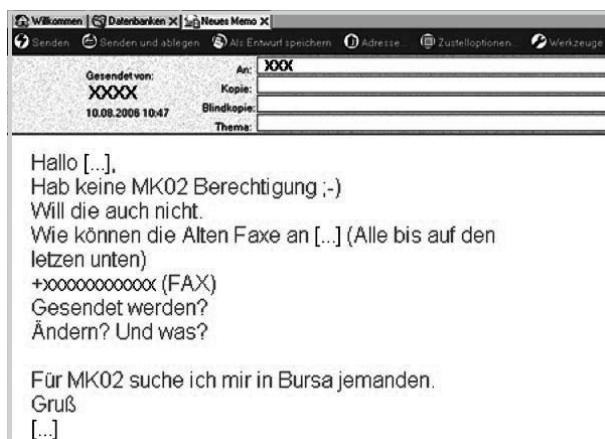 Willkommen | Datenbanken X | Neues Memo X
Senden Senden und ablegen Als Entwurf speichern Adresse... Zustelloptionen... Werkzeuge
Gesendet von:
XXXX
10.08.2006 10:47
An: XXX
Kopie:
Blindkopie:
Thema:
Hallo [...],
Hab keine MK02 Berechtigung ;-)
Will die auch nicht.
Wie können die Alten Faxe an [...] (Alle bis auf den
letzen unten)
+xxxxxxxxxxxx (FAX)
Gesendet werden?
Ändern? Und was?
Für MK02 suche ich mir in Bursa jemanden.
Gruß
[...]